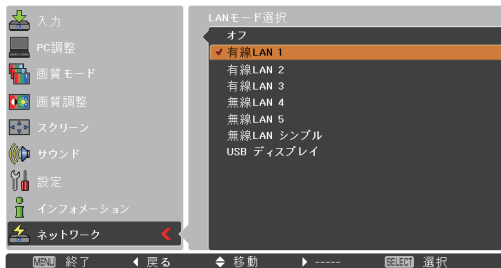 入力
PC調整
画質モード
画質調整
スクリーン
サウンド
設定
インフォメーション
ネットワーク
LANモード選択
オフ
有線LAN 1
有線LAN 2
有線LAN 3
無線LAN 4
無線LAN 5
無線LAN シンプル
USB ディスプレイ
MENU 終了 戻る 移動 ----- SELECT 選択